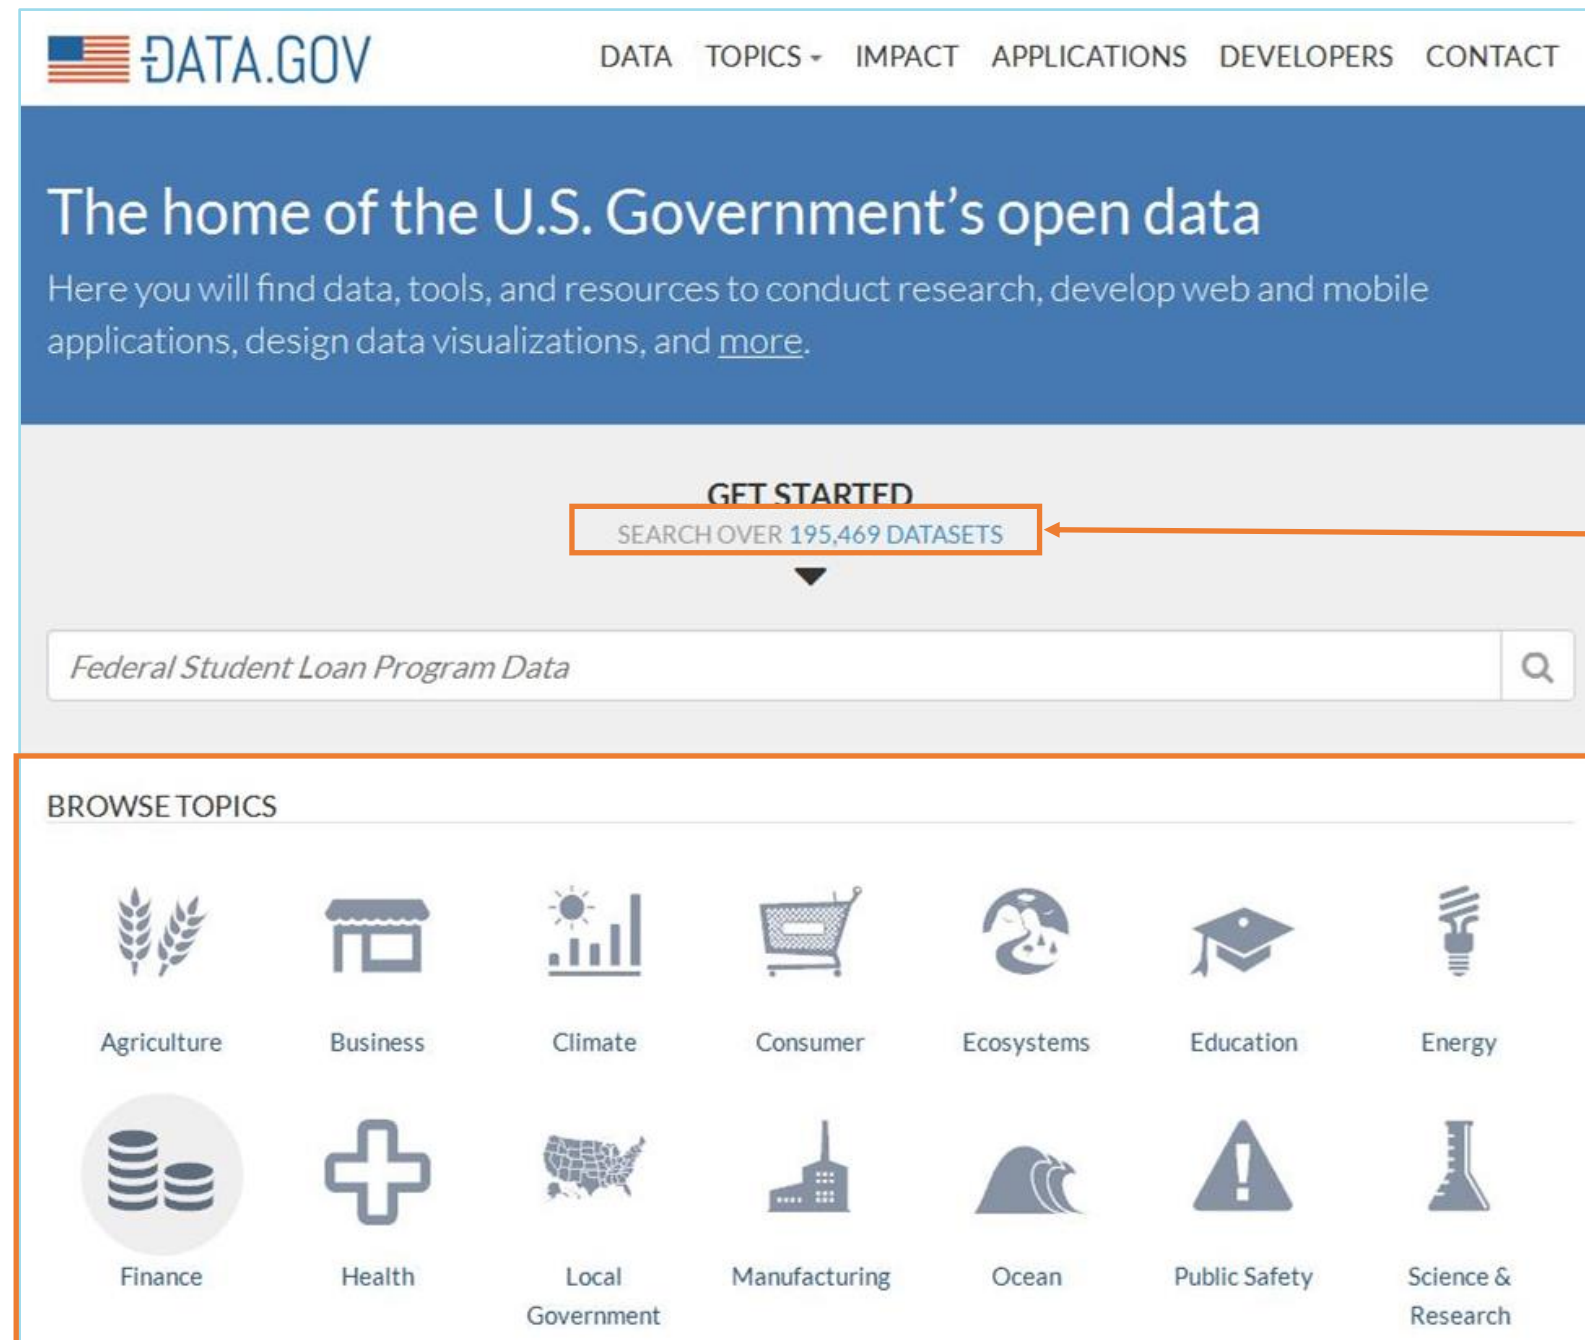 DATA.GOV
DATA TOPICS IMPACT APPLICATIONS DEVELOPERS CONTACT
The home of the U.S. Government's open data
Here you will find data, tools, and resources to conduct research, develop web and mobile
applications, design data visualizations, and more.
GET STARTED
SEARCH OVER 195,469 DATASETS
Federal Student Loan Program Data
BROWSE TOPICS
Agriculture Business Climate Consumer Ecosystems Education Energy
Finance Health Local Government Manufacturing Ocean Public Safety Science & Research